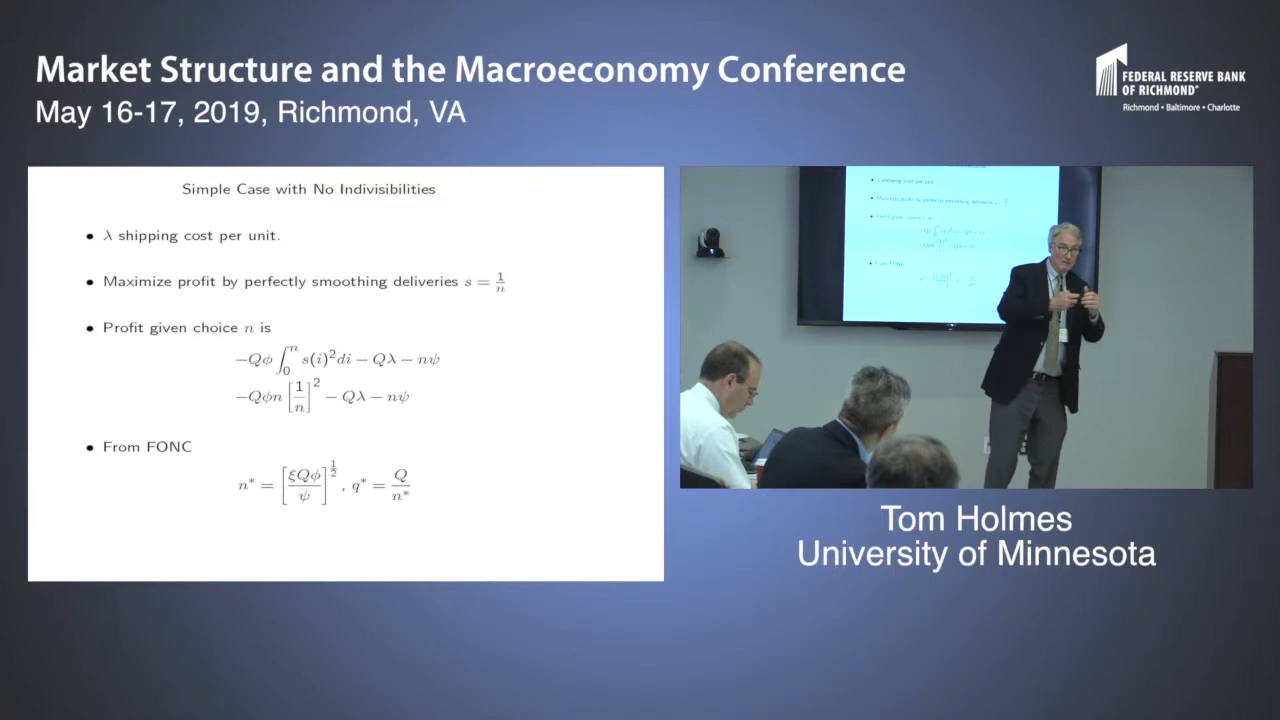 Market Structure and the Macroeconomy Conference
May 16-17, 2019, Richmond, VA
FEDERAL RESERVE BANK
OF RICHMOND
Richmond • Baltimore • Charlotte
Simple Case with No Indivisibilities
• λ shipping cost per unit.
• Maximize profit by perfectly smoothing deliveries s = 1/n
• Profit given choice n is
−Qφ ∫₀ⁿ s(i)²di − Qλ − nψ
−Qφn [1/n]² − Qλ − nψ
• From FONC
n* = [ξQφ/ψ]^(1/2), q* = Q/n*
Tom Holmes
University of Minnesota